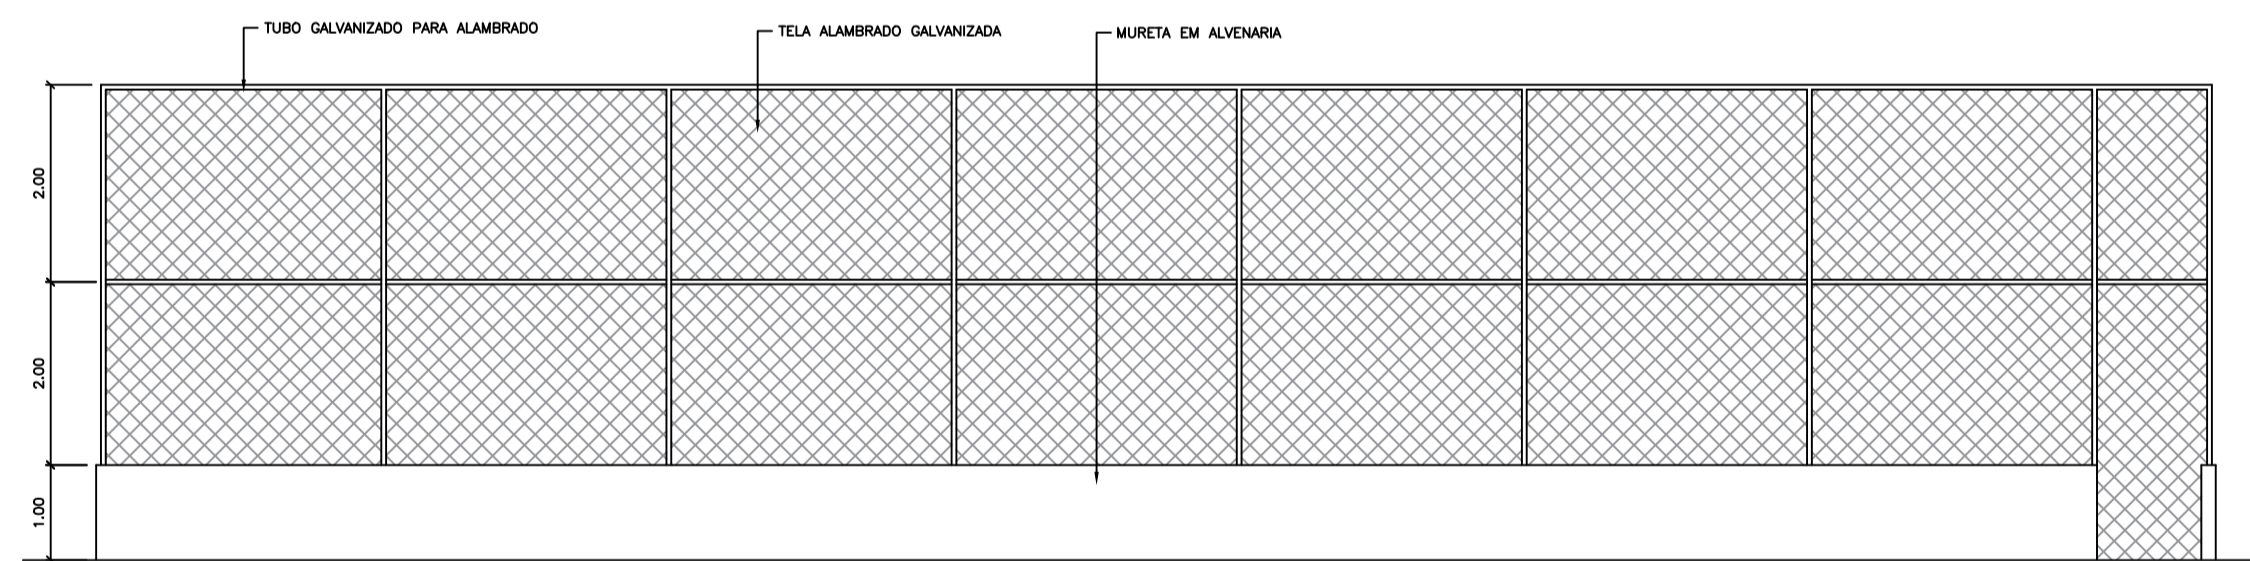 TUBO GALVANIZADO PARA ALAMBRADO
TELA ALAMBRADO GALVANIZADA
MURETA EM ALVENARIA
2.00
2.00
1.00